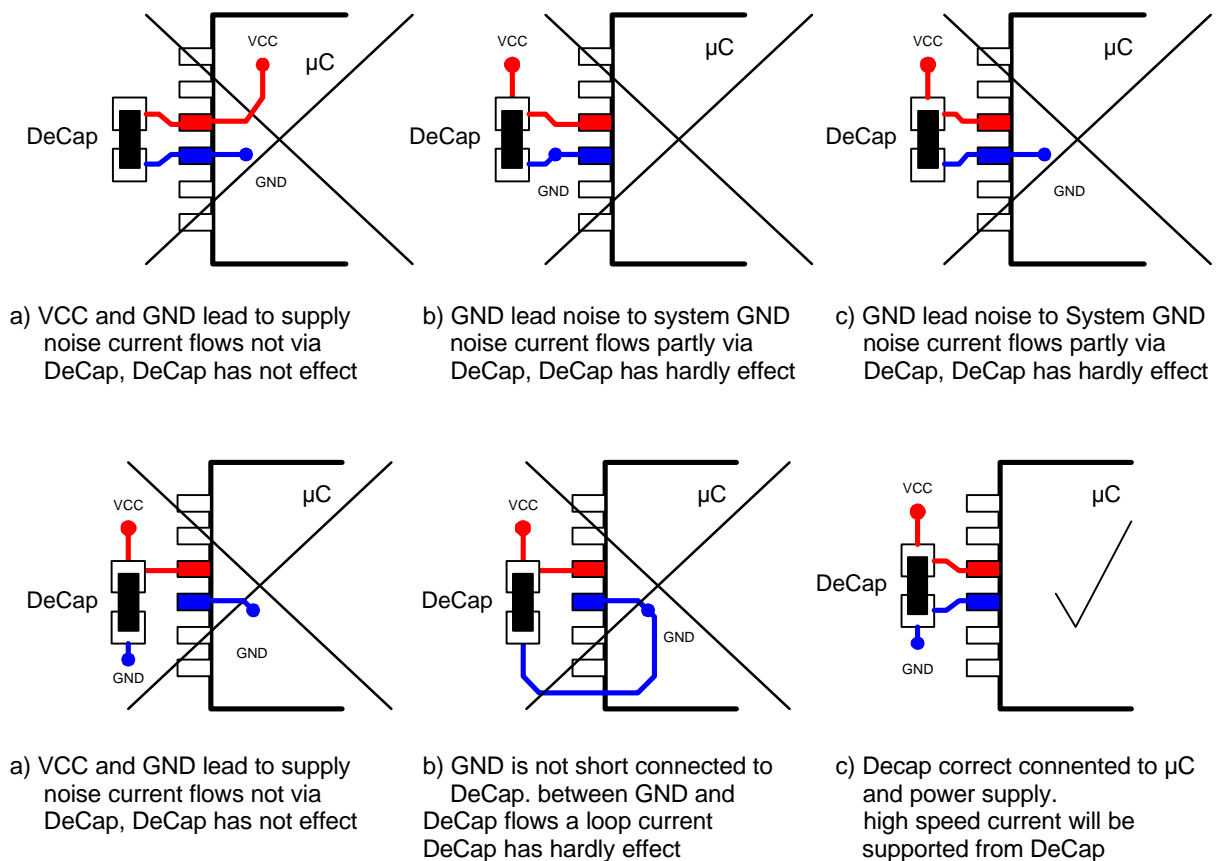 VCC
µC
DeCap
GND
a) VCC and GND lead to supply
noise current flows not via
DeCap, DeCap has not effect
VCC
µC
DeCap
GND
b) GND lead noise to system GND
noise current flows partly via
DeCap, DeCap has hardly effect
VCC
µC
DeCap
GND
c) GND lead noise to System GND
noise current flows partly via
DeCap, DeCap has hardly effect
µC
VCC
DeCap
GND
GND
a) VCC and GND lead to supply
noise current flows not via
DeCap, DeCap has not effect
µC
VCC
DeCap
GND
b) GND is not short connected to
DeCap. between GND and
DeCap flows a loop current
DeCap has hardly effect
µC
VCC
DeCap
GND
c) Decap correct connented to µC
and power supply.
high speed current will be
supported from DeCap